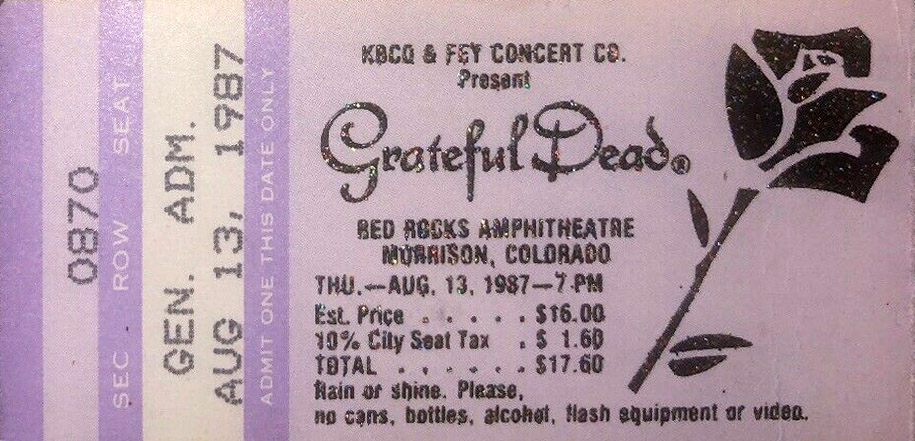 0870
SEC ROW SEAT
GEN. ADM.
AUG 13, 1987
ADMIT ONE THIS DATE ONLY
KBCO & FEY CONCERT CO.
Present
Grateful Dead®
RED ROCKS AMPHITHEATRE
MORRISON, COLORADO
THU.—AUG. 13, 1987—7 PM
Est. Price . . . . . $16.00
10% City Seat Tax . $ 1.60
TOTAL . . . . . . $17.60
Rain or shine. Please,
no cans, bottles, alcohol, flash equipment or video.